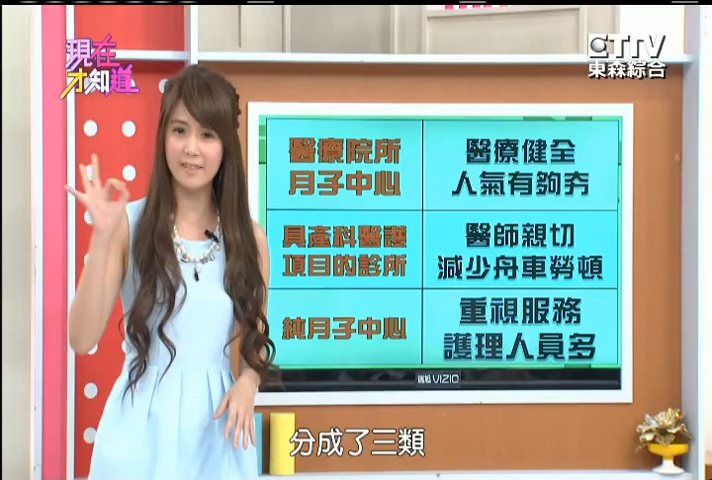 現在
才知道
ETTV
東森綜合
醫療院所
月子中心
醫療健全
人氣有夠夯
具產科醫護
項目的診所
醫師親切
減少舟車勞頓
純月子中心
重視服務
護理人員多
瑞旭 VIZIO
分成了三類